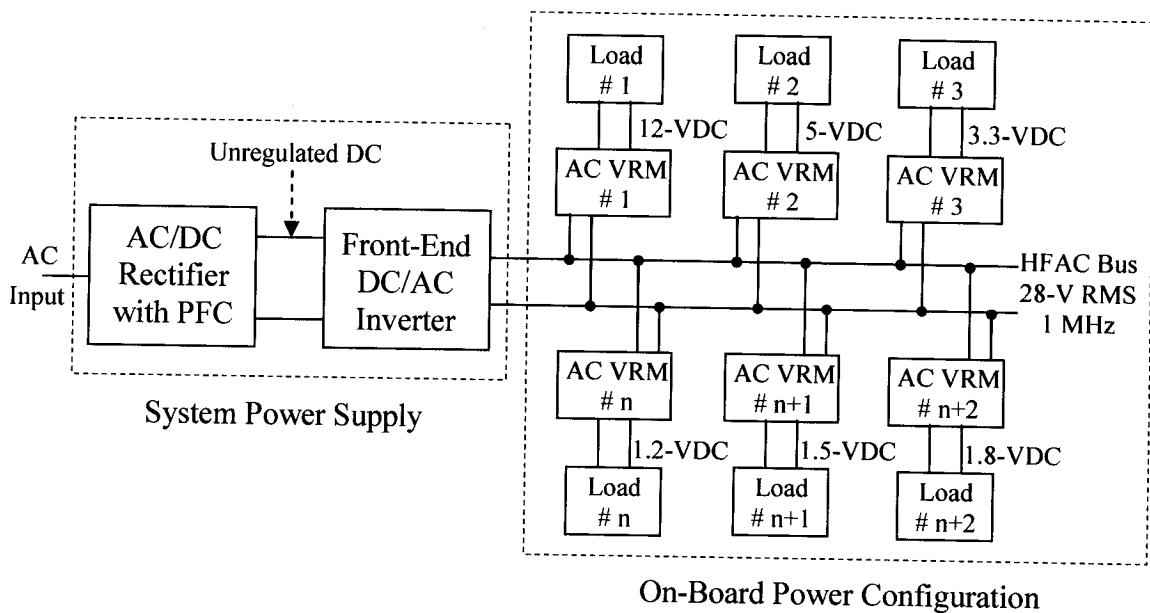 Unregulated DC
AC
Input
AC/DC
Rectifier
with PFC
Front-End
DC/AC
Inverter
System Power Supply
Load
# 1
Load
# 2
Load
# 3
12-VDC
5-VDC
3.3-VDC
AC VRM
# 1
AC VRM
# 2
AC VRM
# 3
HFAC Bus
28-V RMS
1 MHz
AC VRM
# n
AC VRM
# n+1
AC VRM
# n+2
1.2-VDC
1.5-VDC
1.8-VDC
Load
# n
Load
# n+1
Load
# n+2
On-Board Power Configuration